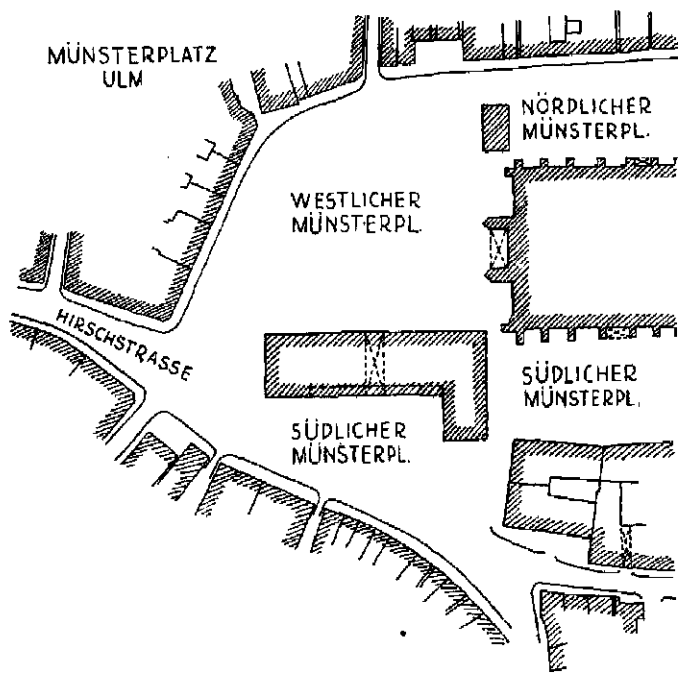 MÜNSTERPLATZ
ULM
NÖRDLICHER
MÜNSTERPL.
WESTLICHER
MÜNSTERPL.
HIRSCHSTRASSE
SÜDLICHER
MÜNSTERPL.
SÜDLICHER
MÜNSTERPL.